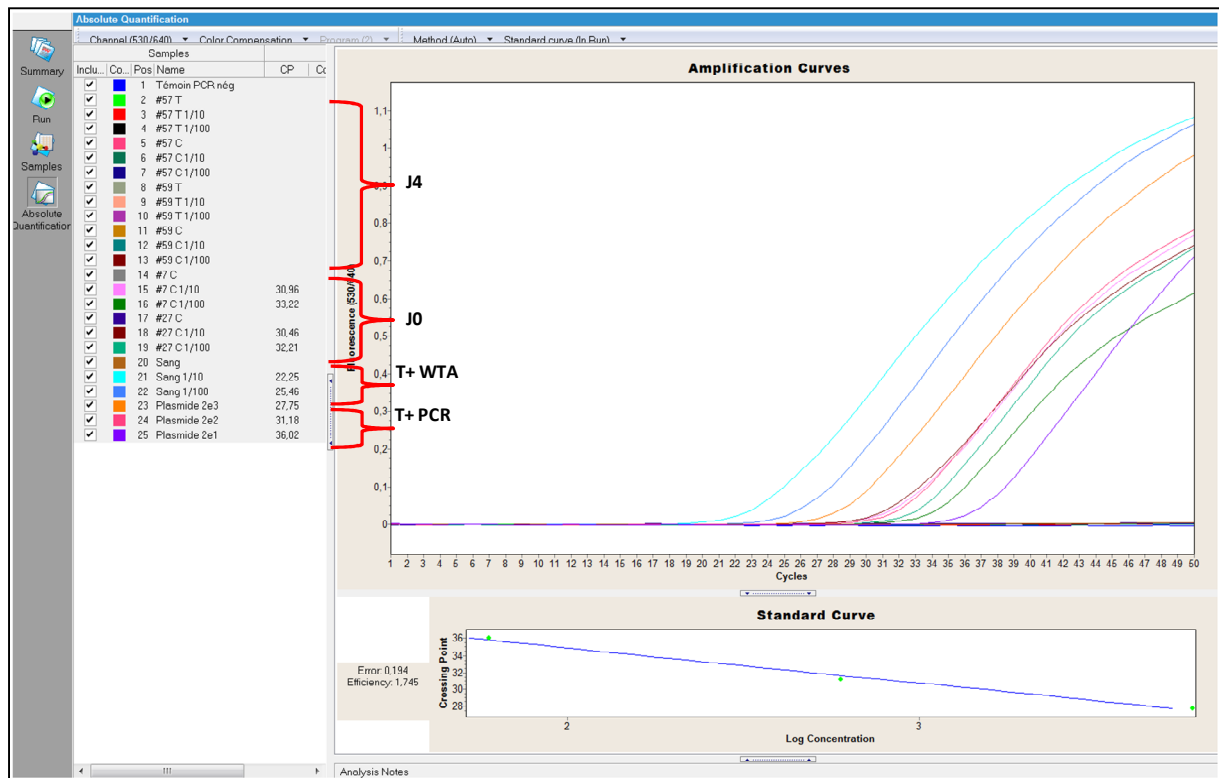 Absolute Quantification
Channel (530/640) Color Compensation Program (2) Method (Auto) Standard curve (In Run)
Summary
Run
Samples
Absolute
Quantification
Samples
Inclu... Co... Pos Name CP Co
1 Témoin PCR nég
2 #57 T
3 #57 T 1/10
4 #57 T 1/100
5 #57 C
6 #57 C 1/10
7 #57 C 1/100
8 #59 T
9 #59 T 1/10
10 #59 T 1/100
11 #59 C
12 #59 C 1/10
13 #59 C 1/100
14 #7 C
15 #7 C 1/10 30,96
16 #7 C 1/100 33,22
17 #27 C
18 #27 C 1/10 30,46
19 #27 C 1/100 32,21
20 Sang
21 Sang 1/10 22,25
22 Sang 1/100 25,46
23 Plasmide 2e3 27,75
24 Plasmide 2e2 31,18
25 Plasmide 2e1 36,02
J4
J0
T+ WTA
T+ PCR
Amplification Curves
Fluorescence (530/640)
1,1
1
0,8
0,7
0,6
0,5
0,4
0,3
0,2
0,1
0
1 2 3 4 5 6 7 8 9 10 11 12 13 14 15 16 17 18 19 20 21 22 23 24 25 26 27 28 29 30 31 32 33 34 35 36 37 38 39 40 41 42 43 44 45 46 47 48 49 50
Cycles
Standard Curve
Error: 0,194
Efficiency: 1,745
Crossing Point
36
34
32
30
28
2 3
Log Concentration
Analysis Notes